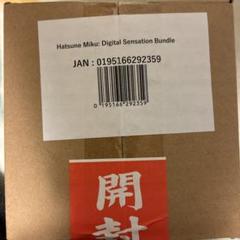 Hatsune Miku: Digital Sensation Bundle
JAN : 0195166292359
0 195166 292359
開封